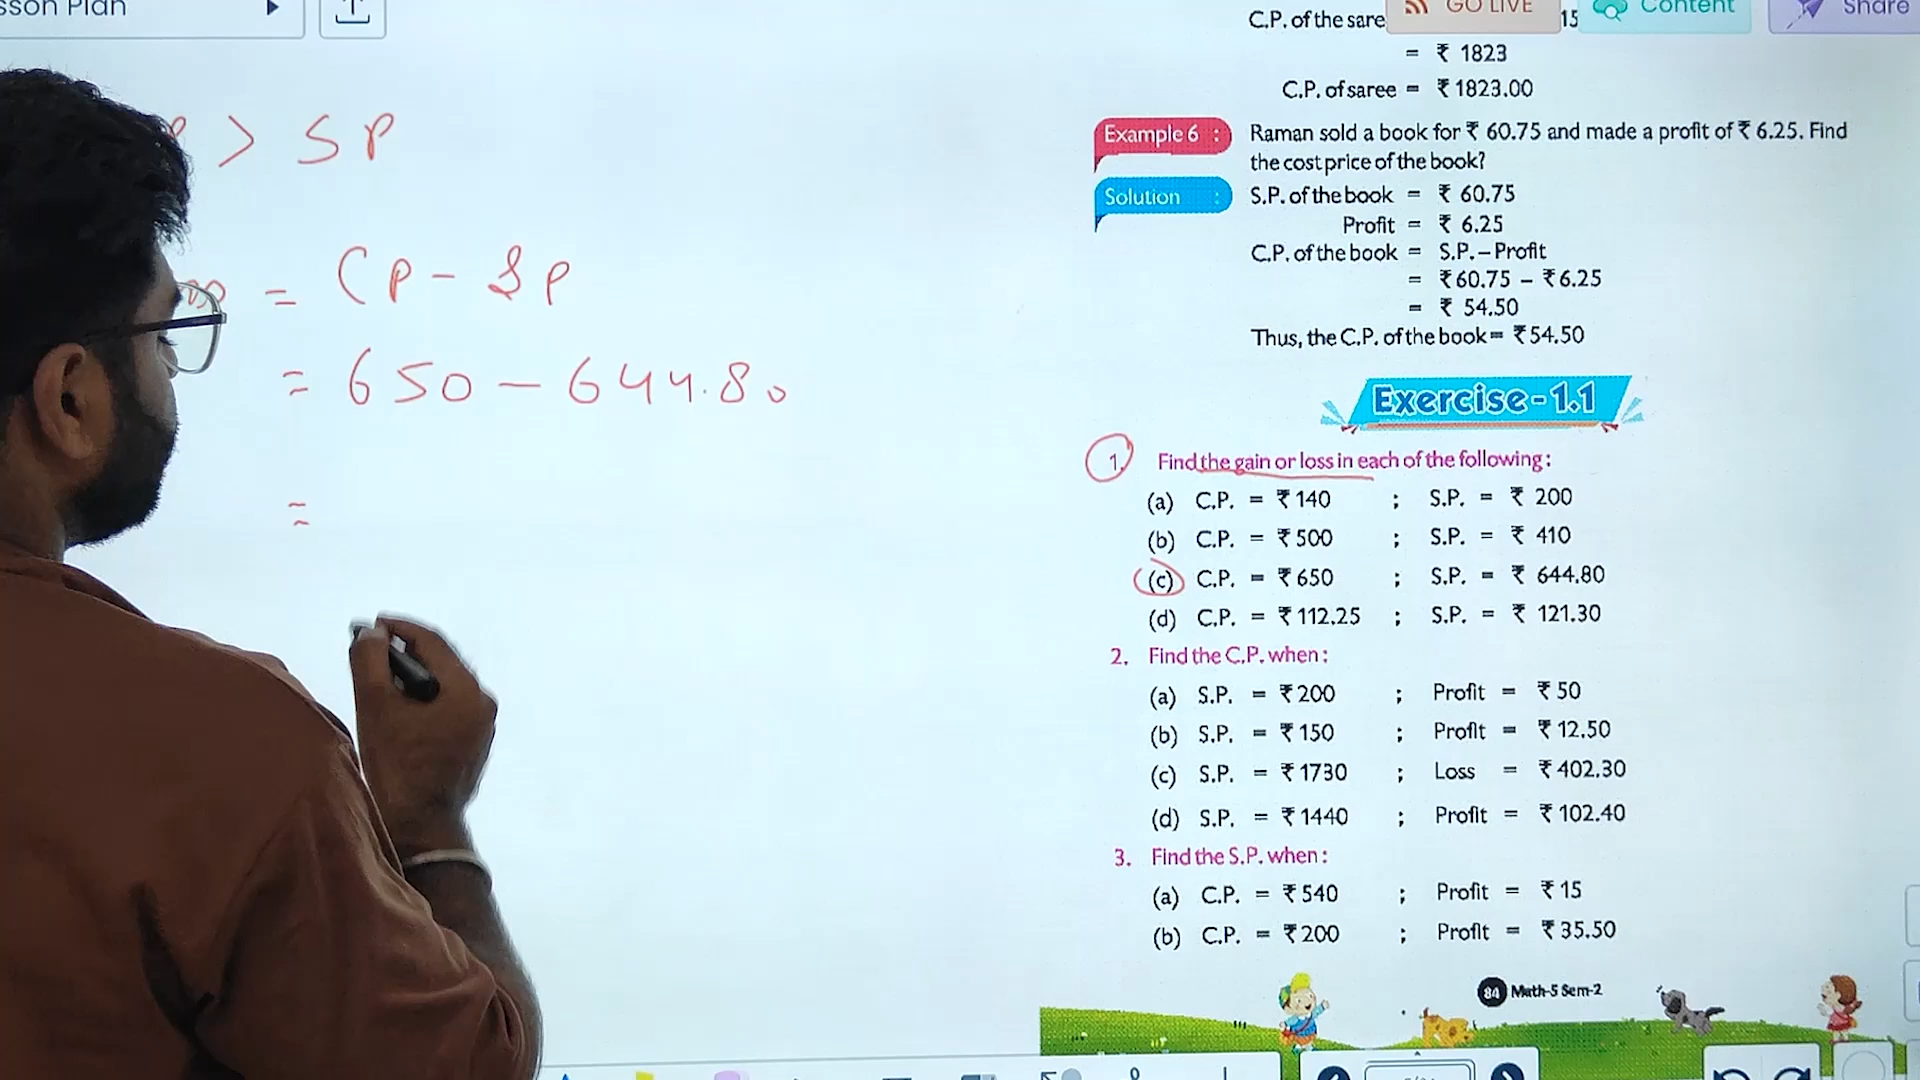 sson Plan
> SP
= CP - SP
= 650 - 644.80
=
C.P. of the sare
15
GO LIVE
Content
Share
= ₹ 1823
C.P. of saree = ₹ 1823.00
Example 6 : Raman sold a book for ₹ 60.75 and made a profit of ₹ 6.25. Find
the cost price of the book?
Solution : S.P. of the book = ₹ 60.75
Profit = ₹ 6.25
C.P. of the book = S.P. – Profit
= ₹ 60.75 – ₹ 6.25
= ₹ 54.50
Thus, the C.P. of the book = ₹ 54.50
Exercise-1.1
1. Find the gain or loss in each of the following:
(a) C.P. = ₹ 140 ; S.P. = ₹ 200
(b) C.P. = ₹ 500 ; S.P. = ₹ 410
(c) C.P. = ₹ 650 ; S.P. = ₹ 644.80
(d) C.P. = ₹ 112.25 ; S.P. = ₹ 121.30
2. Find the C.P. when:
(a) S.P. = ₹ 200 ; Profit = ₹ 50
(b) S.P. = ₹ 150 ; Profit = ₹ 12.50
(c) S.P. = ₹ 1730 ; Loss = ₹ 402.30
(d) S.P. = ₹ 1440 ; Profit = ₹ 102.40
3. Find the S.P. when:
(a) C.P. = ₹ 540 ; Profit = ₹ 15
(b) C.P. = ₹ 200 ; Profit = ₹ 35.50
84 Math-5 Sem-2